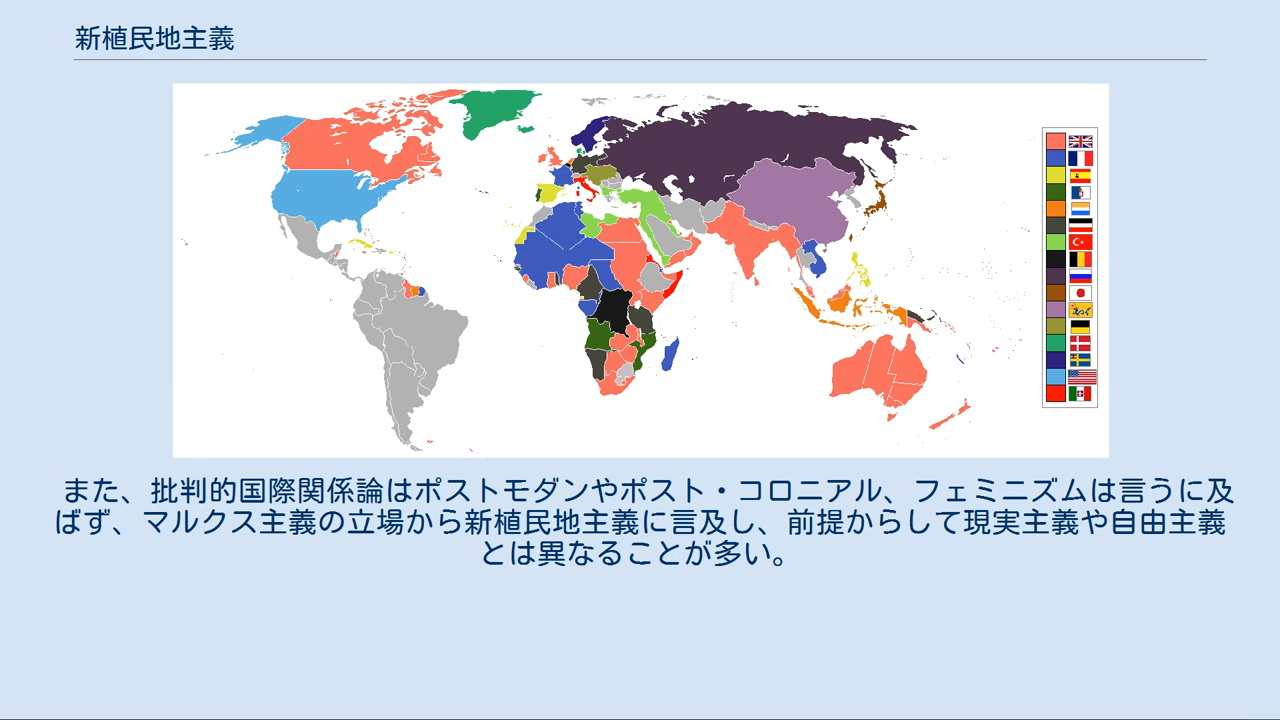 新植民地主義
また、批判的国際関係論はポストモダンやポスト・コロニアル、フェミニズムは言うに及
ばず、マルクス主義の立場から新植民地主義に言及し、前提からして現実主義や自由主義
とは異なることが多い。